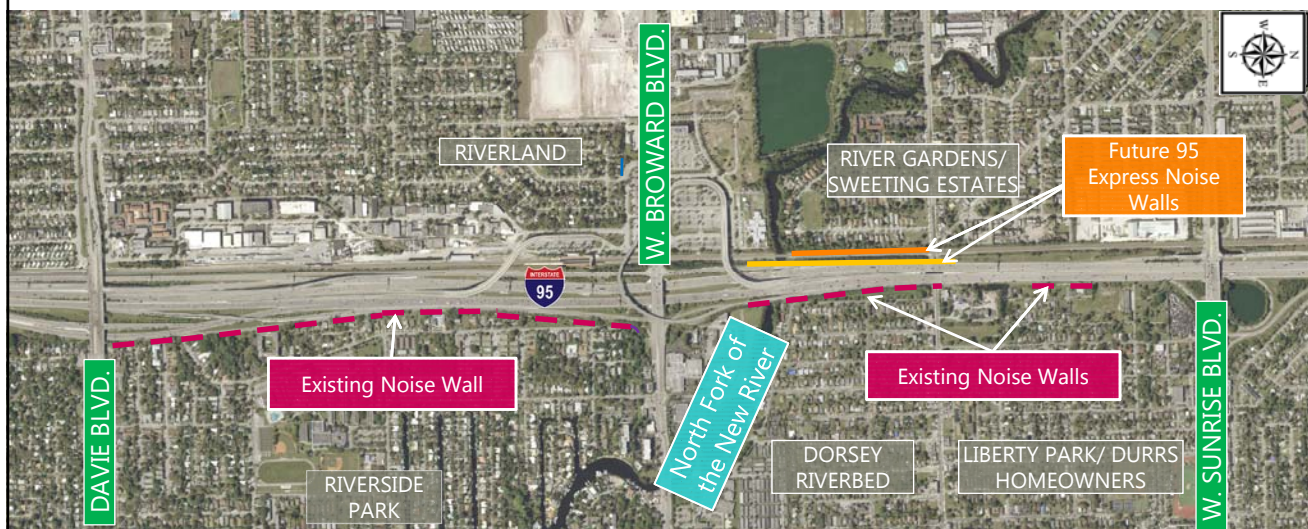 W
S
N
E
W. BROWARD BLVD.
RIVERLAND
RIVER GARDENS/
SWEETING ESTATES
Future 95
Express Noise
Walls
INTERSTATE
95
DAVIE BLVD.
Existing Noise Wall
North Fork of
the New River
Existing Noise Walls
W. SUNRISE BLVD.
RIVERSIDE
PARK
DORSEY
RIVERBED
LIBERTY PARK/ DURRS
HOMEOWNERS